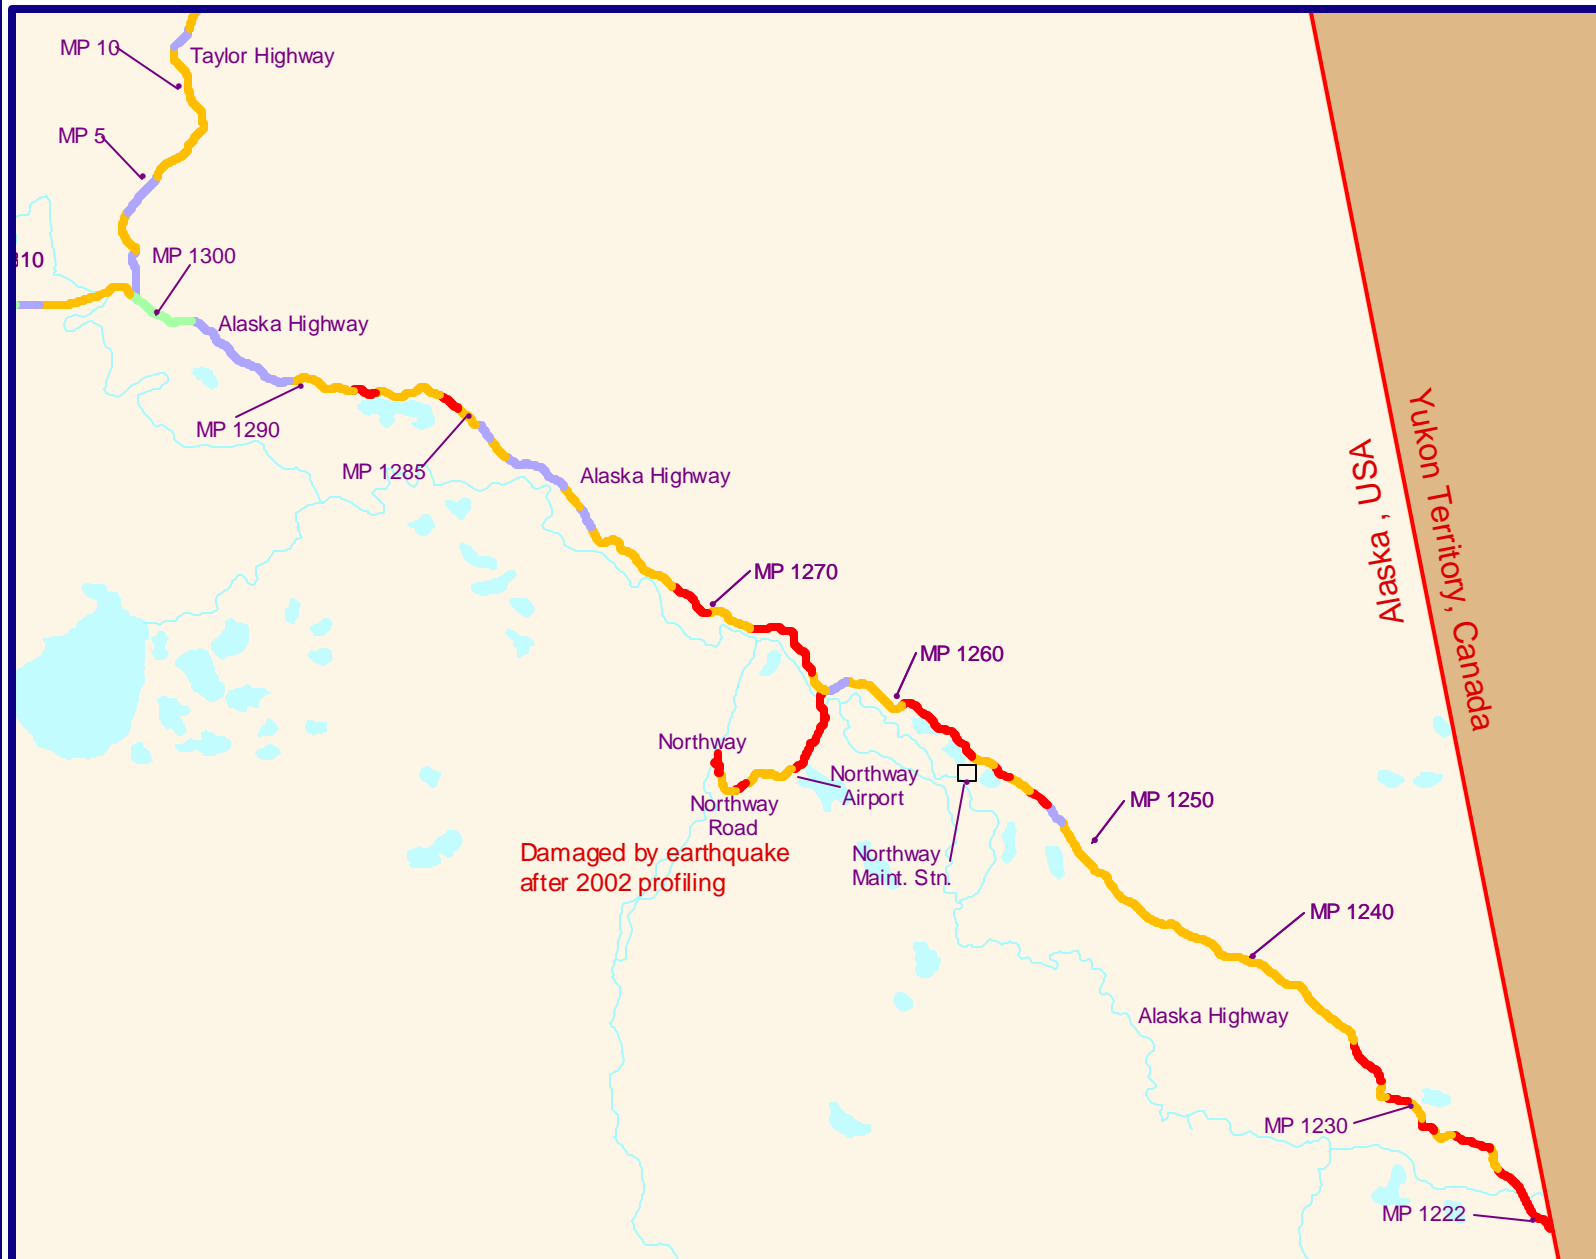 MP 10
Taylor Highway
MP 5
MP 1300
310
Alaska Highway
MP 1290
MP 1285
Alaska Highway
Yukon Territory, Canada
Alaska , USA
MP 1270
MP 1260
Northway
Northway
Airport
Northway
Road
MP 1250
Damaged by earthquake
after 2002 profiling
Northway
Maint. Stn.
MP 1240
Alaska Highway
MP 1230
MP 1222